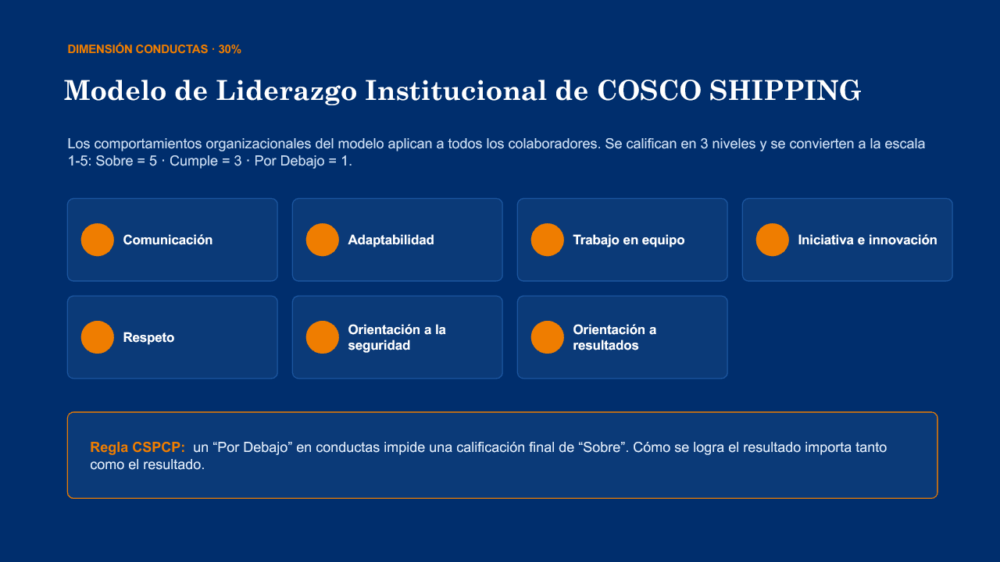 DIMENSIÓN CONDUCTAS · 30%
Modelo de Liderazgo Institucional de COSCO SHIPPING
Los comportamientos organizacionales del modelo aplican a todos los colaboradores. Se califican en 3 niveles y se convierten a la escala
1-5: Sobre = 5 · Cumple = 3 · Por Debajo = 1.
Comunicación
Adaptabilidad
Trabajo en equipo
Iniciativa e innovación
Respeto
Orientación a la
seguridad
Orientación a
resultados
Regla CSPCP: un “Por Debajo” en conductas impide una calificación final de “Sobre”. Cómo se logra el resultado importa tanto
como el resultado.